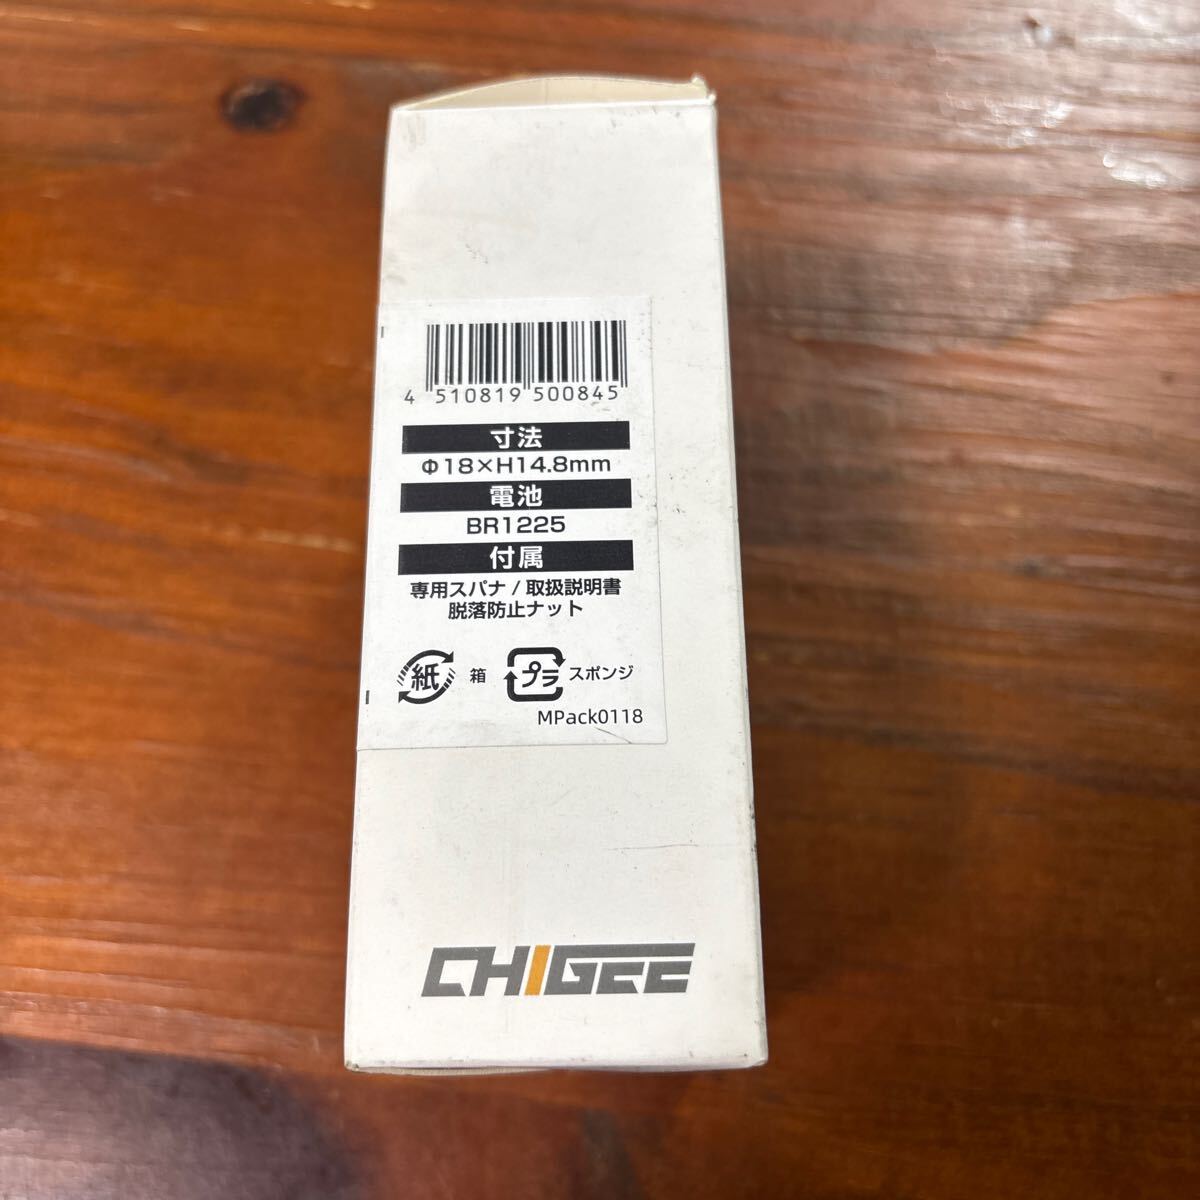 4 510819 500845
寸法
Φ18×H14.8mm
電池
BR1225
付属
専用スパナ / 取扱説明書
脱落防止ナット
紙 箱 プラ スポンジ
MPack0118
CHIGEE